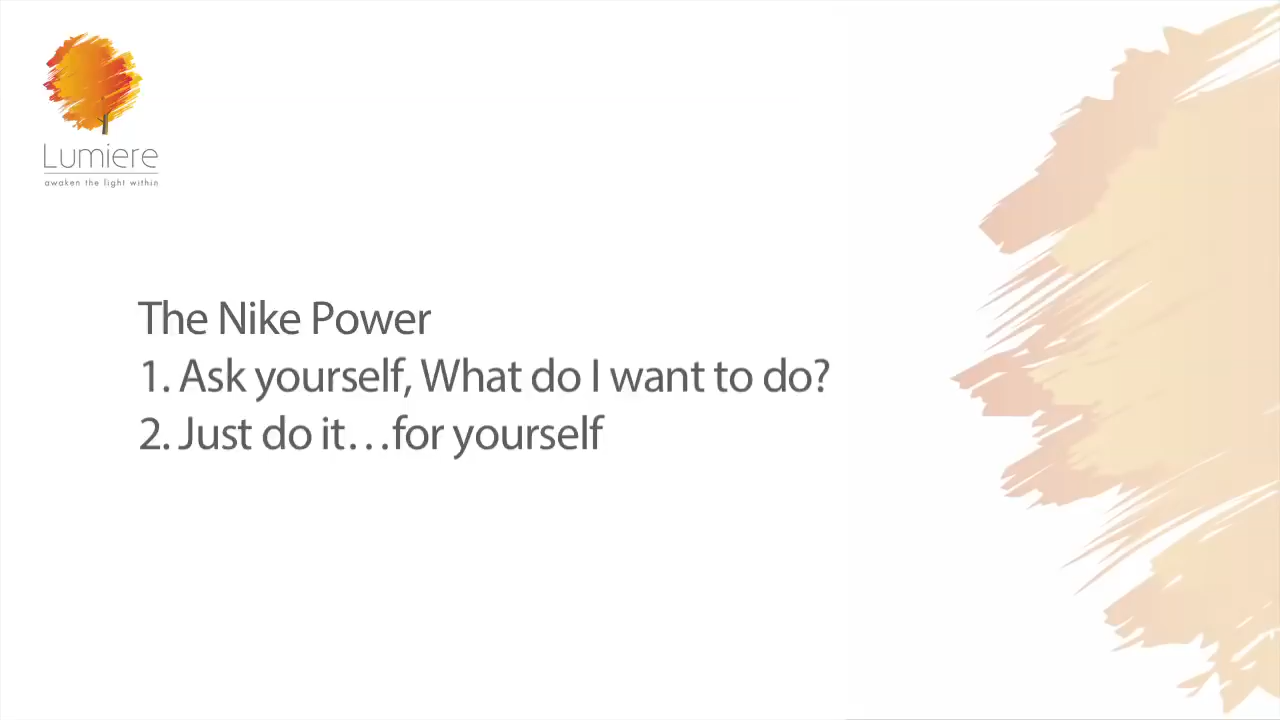 Lumiere
awaken the light within
The Nike Power
1. Ask yourself, What do I want to do?
2. Just do it...for yourself